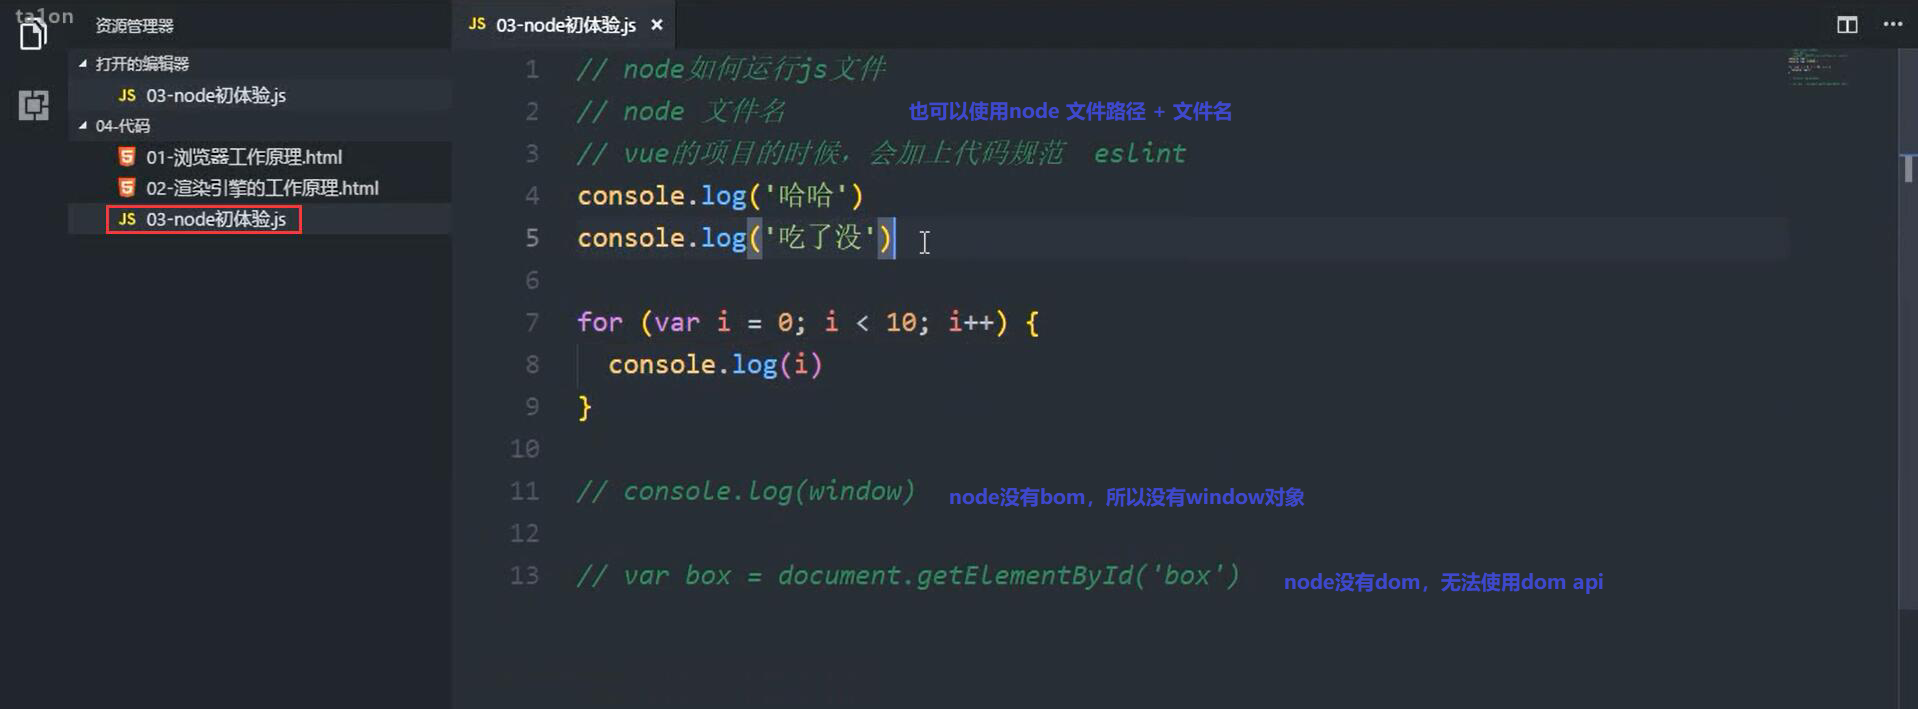 ta1on
资源管理器
打开的编辑器
JS 03-node初体验.js
04-代码
01-浏览器工作原理.html
02-渲染引擎的工作原理.html
JS 03-node初体验.js
JS 03-node初体验.js ×
1 // node如何运行js文件
2 // node 文件名 也可以使用node 文件路径 + 文件名
3 // vue的项目的时候，会加上代码规范 eslint
4 console.log('哈哈')
5 console.log('吃了没')
6
7 for (var i = 0; i < 10; i++) {
8 console.log(i)
9 }
10
11 // console.log(window) node没有bom，所以没有window对象
12
13 // var box = document.getElementById('box') node没有dom，无法使用dom api